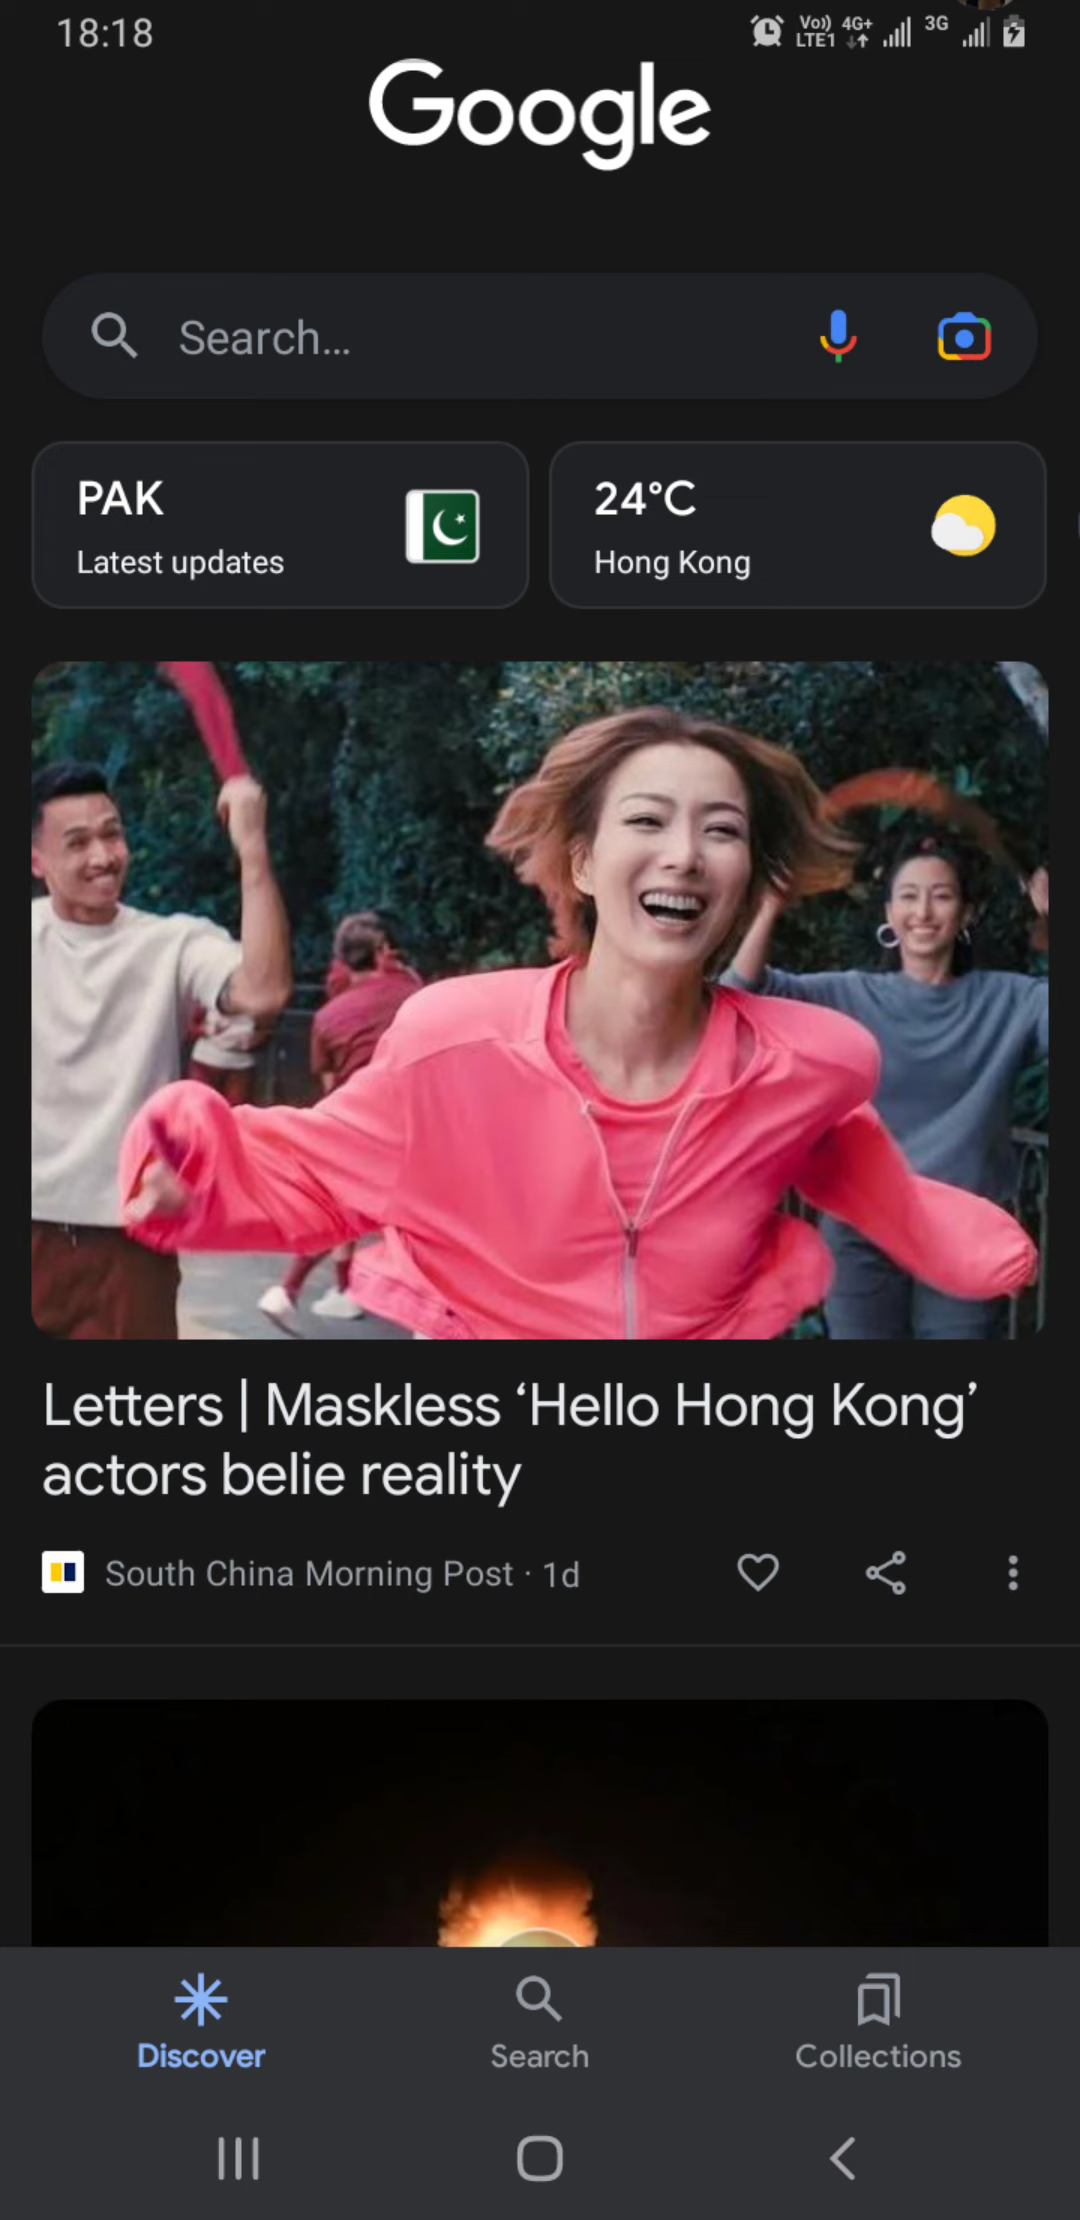 18:18
Vo)) 4G+ 3G
LTE1
Google
Search...
PAK
Latest updates
24°C
Hong Kong
Letters | Maskless ‘Hello Hong Kong’
actors belie reality
South China Morning Post · 1d
Discover
Search
Collections